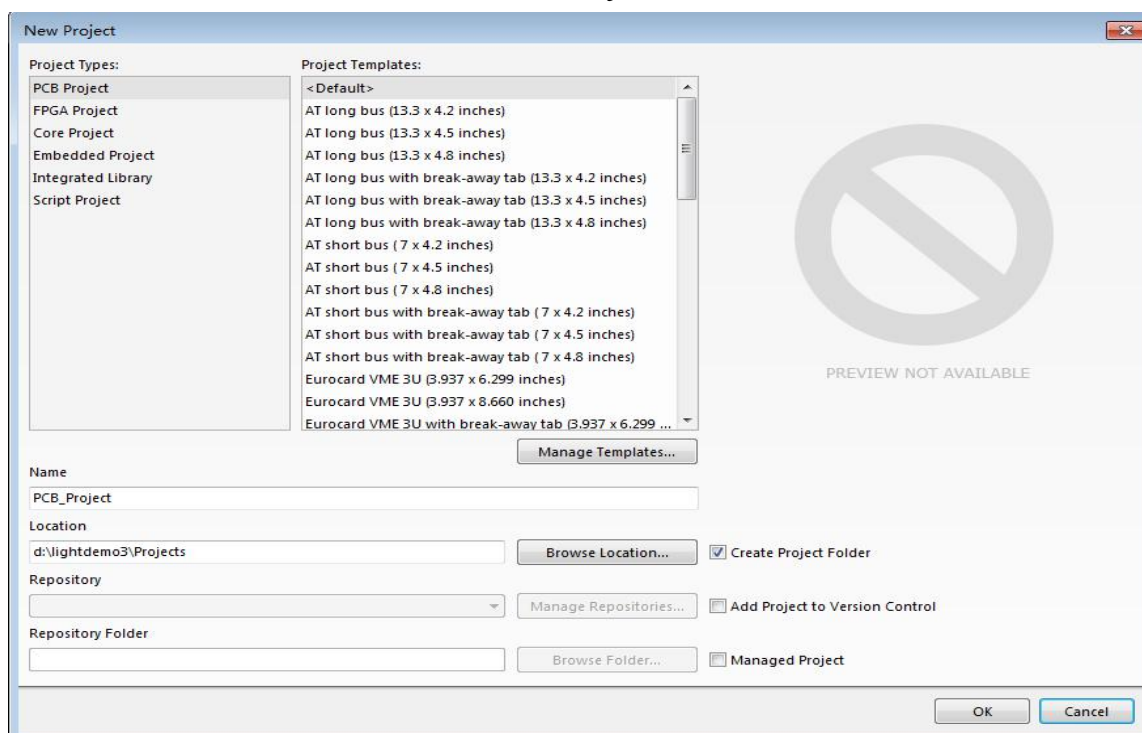 New Project
Project Types:
PCB Project
FPGA Project
Core Project
Embedded Project
Integrated Library
Script Project
Project Templates:
<Default>
AT long bus (13.3 x 4.2 inches)
AT long bus (13.3 x 4.5 inches)
AT long bus (13.3 x 4.8 inches)
AT long bus with break-away tab (13.3 x 4.2 inches)
AT long bus with break-away tab (13.3 x 4.5 inches)
AT long bus with break-away tab (13.3 x 4.8 inches)
AT short bus ( 7 x 4.2 inches)
AT short bus ( 7 x 4.5 inches)
AT short bus ( 7 x 4.8 inches)
AT short bus with break-away tab ( 7 x 4.2 inches)
AT short bus with break-away tab ( 7 x 4.5 inches)
AT short bus with break-away tab ( 7 x 4.8 inches)
Eurocard VME 3U (3.937 x 6.299 inches)
Eurocard VME 3U (3.937 x 8.660 inches)
Eurocard VME 3U with break-away tab (3.937 x 6.299 ...
PREVIEW NOT AVAILABLE
Manage Templates...
Name
PCB_Project
Location
d:\lightdemo3\Projects
Browse Location...
Create Project Folder
Repository
Manage Repositories...
Add Project to Version Control
Repository Folder
Browse Folder...
Managed Project
OK
Cancel